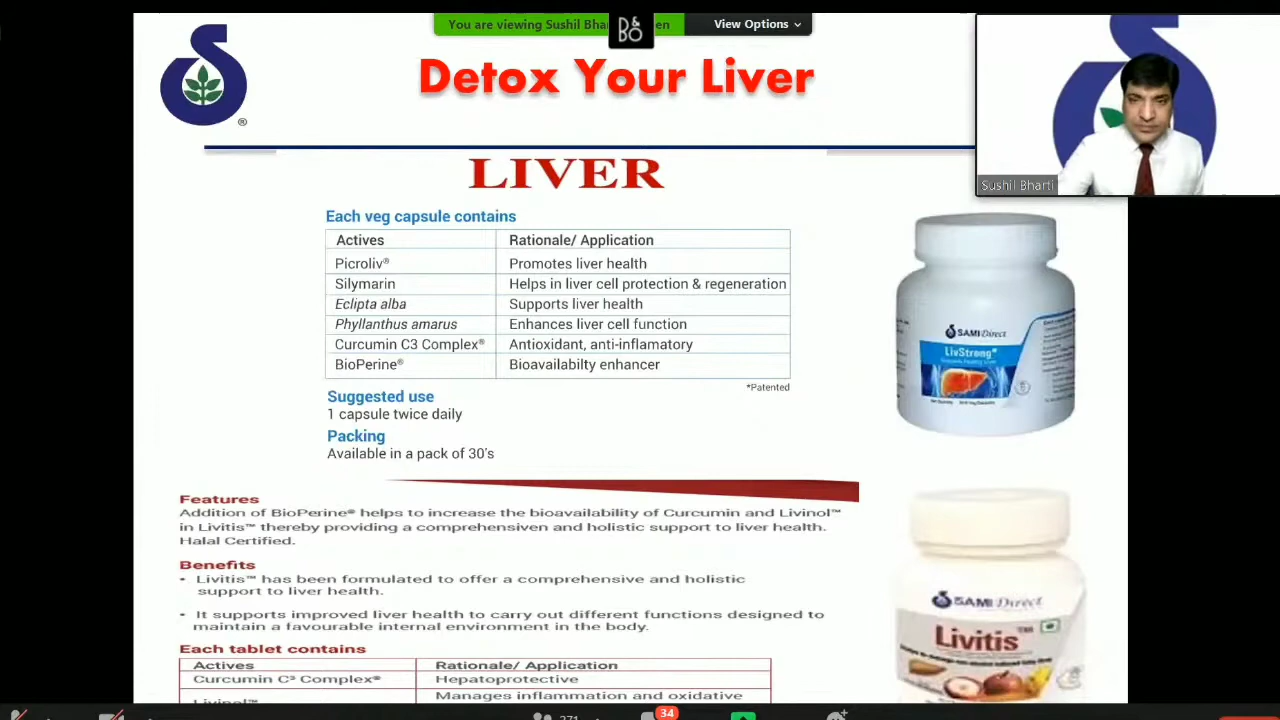 You are viewing Sushil Bha
en
View Options
B&
BO
Detox Your Liver
®
Sushil Bharti
LIVER
Each veg capsule contains
Actives Rationale/ Application
Picroliv® Promotes liver health
Silymarin Helps in liver cell protection & regeneration
Eclipta alba Supports liver health
Phyllanthus amarus Enhances liver cell function
Curcumin C3 Complex® Antioxidant, anti-inflamatory
BioPerine® Bioavailabilty enhancer
*Patented
Suggested use
1 capsule twice daily
Packing
Available in a pack of 30's
SAMI Direct
LivStrong®
Features
Addition of BioPerine® helps to increase the bioavailability of Curcumin and Livinol™
in Livitis™ thereby providing a comprehensiven and holistic support to liver health.
Halal Certified.
Benefits
• Livitis™ has been formulated to offer a comprehensive and holistic
support to liver health.
• It supports improved liver health to carry out different functions designed to
maintain a favourable internal environment in the body.
SAMI Direct
Livitis™
Each tablet contains
Actives Rationale/ Application
Curcumin C³ Complex® Hepatoprotective
Livinol™ Manages inflammation and oxidative
271
34